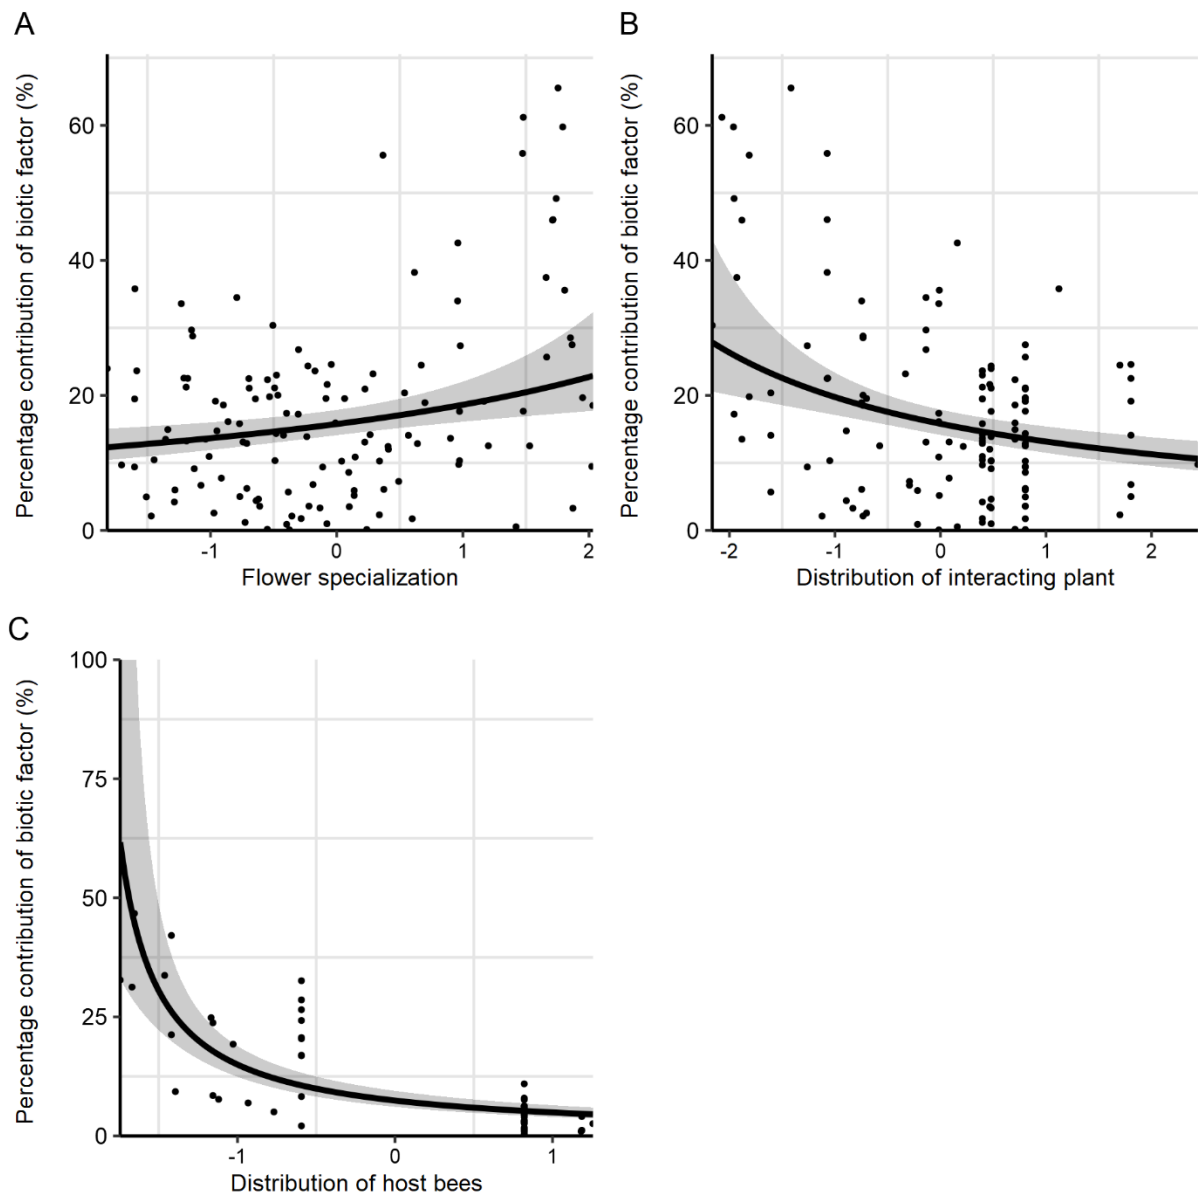 A
Percentage contribution of biotic factor (%)
60
40
20
0
-1
0
1
2
Flower specialization
B
Percentage contribution of biotic factor (%)
60
40
20
0
-2
-1
0
1
2
Distribution of interacting plant
C
Percentage contribution of biotic factor (%)
100
75
50
25
0
-1
0
1
Distribution of host bees